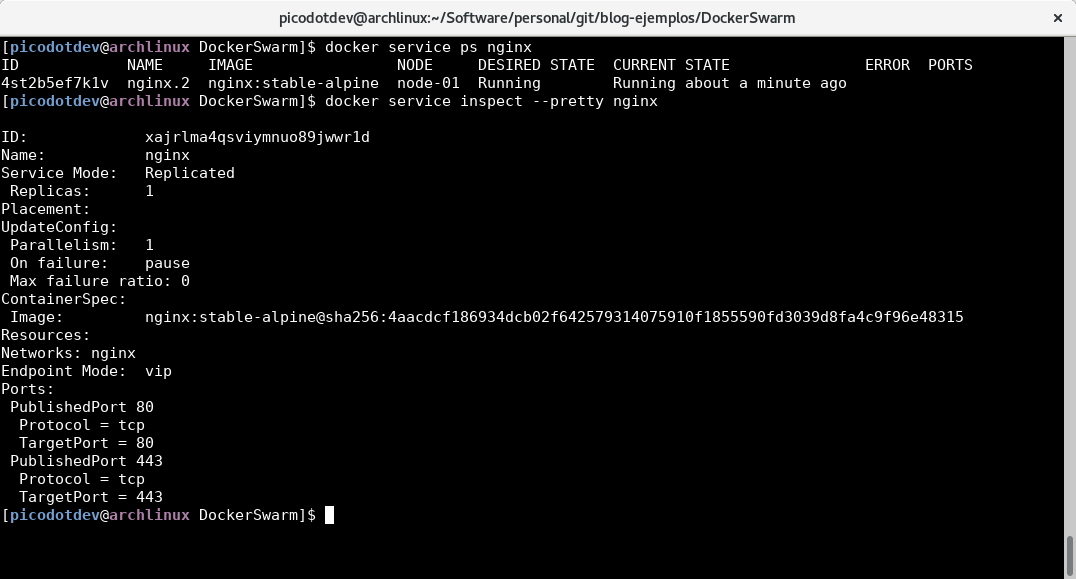 picodotdev@archlinux:~/Software/personal/git/blog-ejemplos/DockerSwarm ×
[picodotdev@archlinux DockerSwarm]$ docker service ps nginx
ID            NAME     IMAGE                NODE     DESIRED STATE  CURRENT STATE               ERROR  PORTS
4st2b5ef7k1v  nginx.2  nginx:stable-alpine  node-01  Running        Running about a minute ago
[picodotdev@archlinux DockerSwarm]$ docker service inspect --pretty nginx

ID:             xajrlma4qsviymnuo89jwwr1d
Name:           nginx
Service Mode:   Replicated
 Replicas:      1
Placement:
UpdateConfig:
 Parallelism:   1
 On failure:    pause
 Max failure ratio: 0
ContainerSpec:
 Image:         nginx:stable-alpine@sha256:4aacdcf186934dcb02f642579314075910f1855590fd3039d8fa4c9f96e48315
Resources:
Networks: nginx
Endpoint Mode:  vip
Ports:
 PublishedPort 80
  Protocol = tcp
  TargetPort = 80
 PublishedPort 443
  Protocol = tcp
  TargetPort = 443
[picodotdev@archlinux DockerSwarm]$